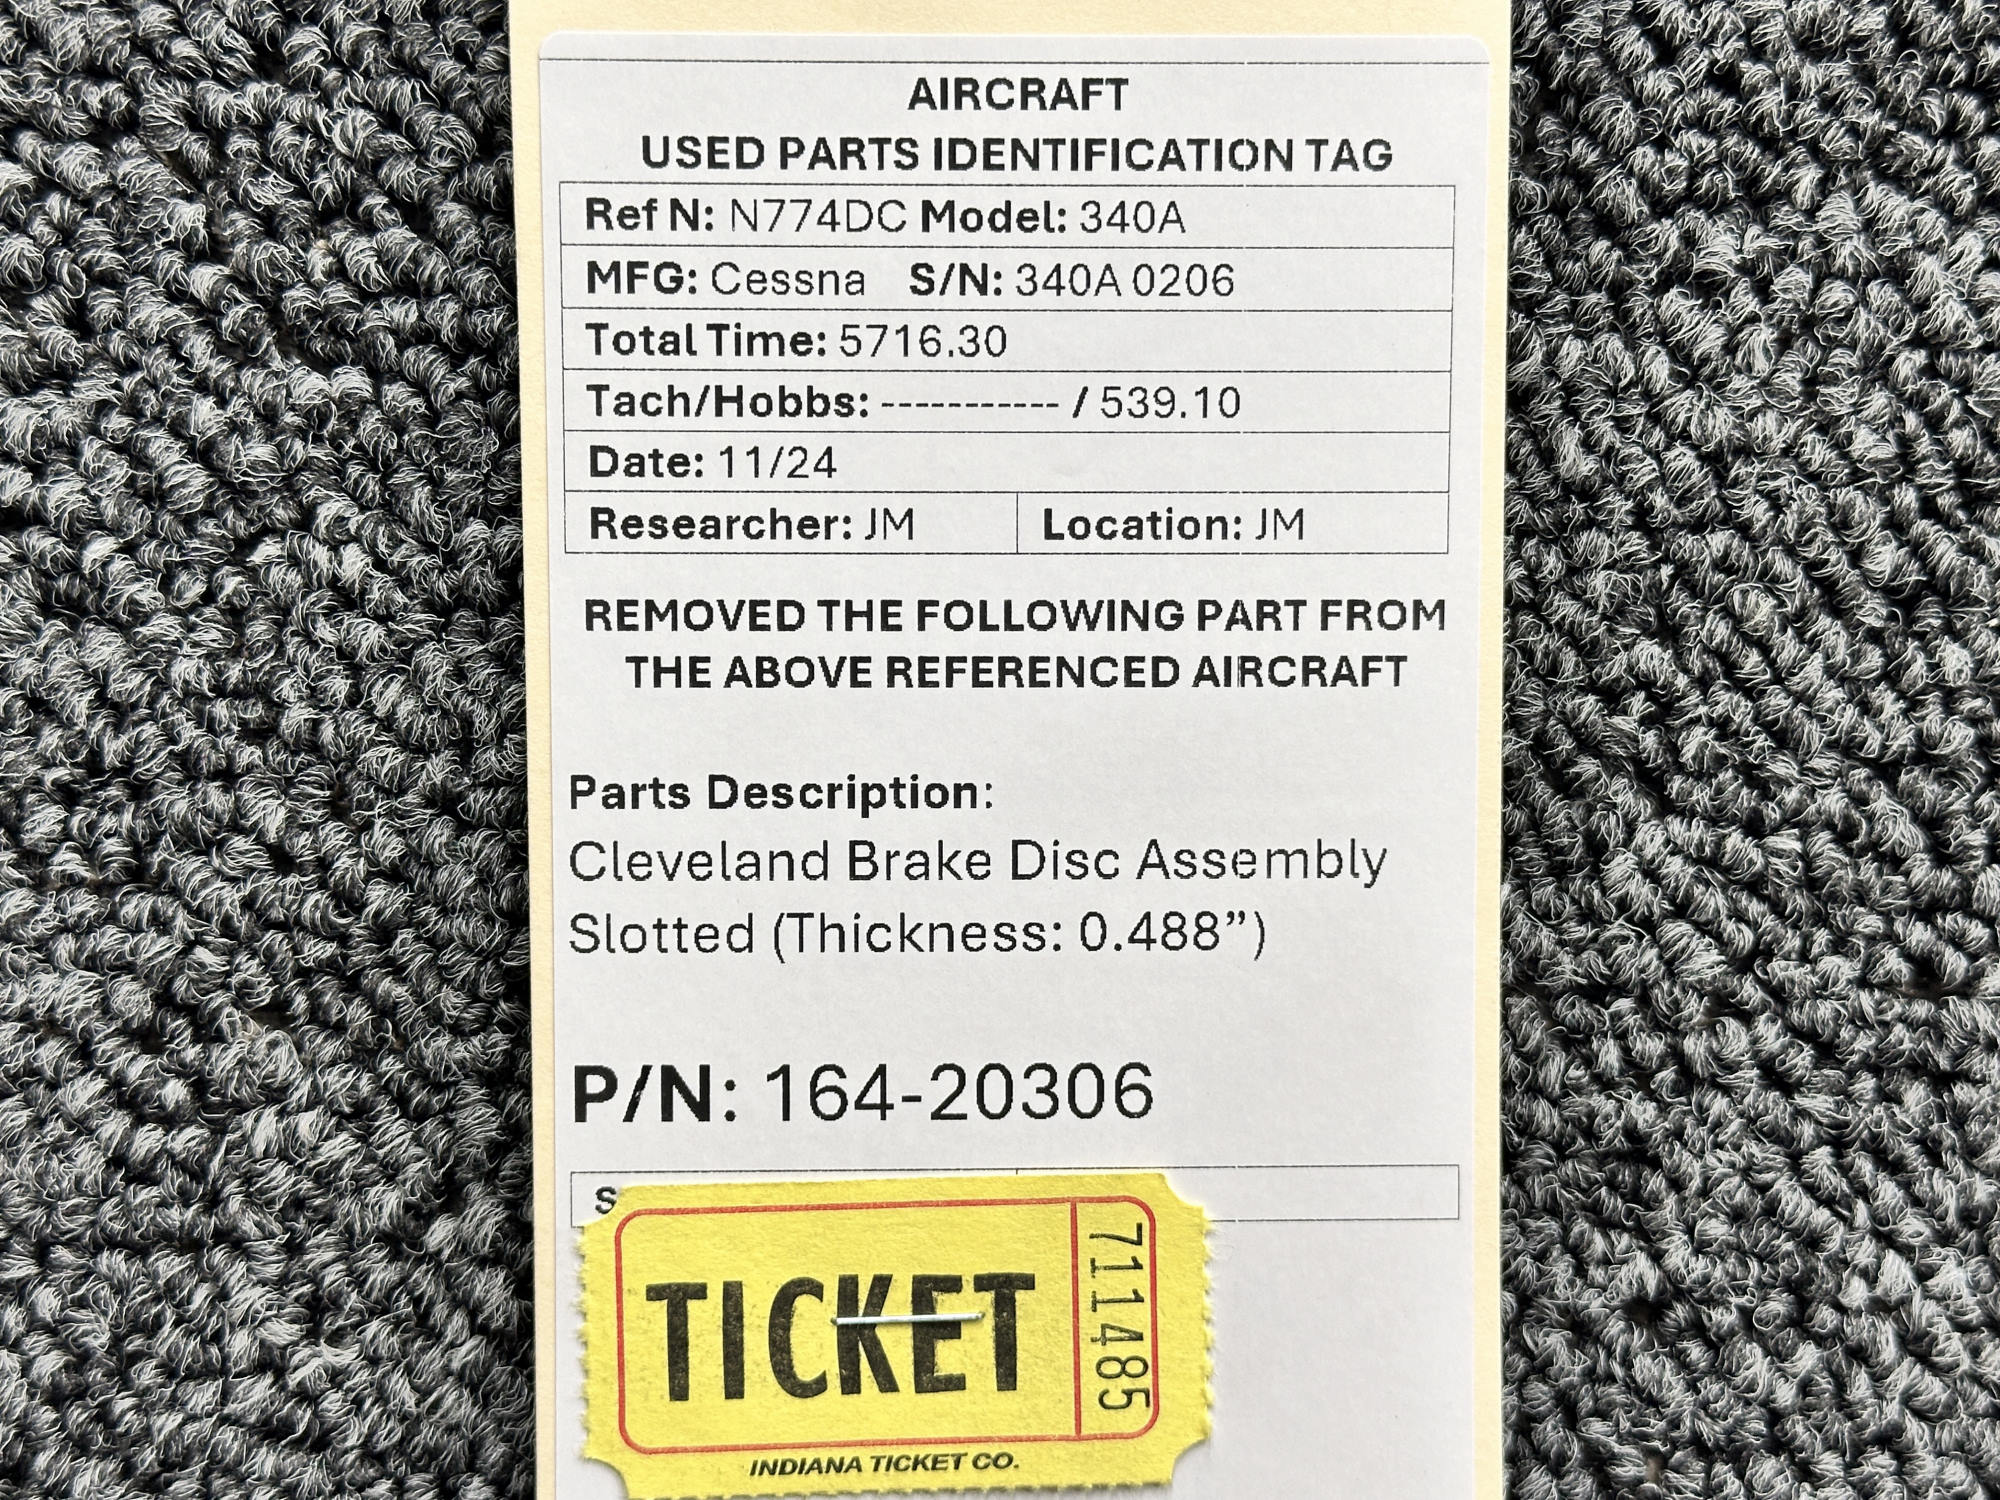 AIRCRAFT
USED PARTS IDENTIFICATION TAG
Ref N: N774DC Model: 340A
MFG: Cessna S/N: 340A0206
Total Time: 5716.30
Tach/Hobbs: ----------- / 539.10
Date: 11/24
Researcher: JM Location: JM
REMOVED THE FOLLOWING PART FROM
THE ABOVE REFERENCED AIRCRAFT
Parts Description:
Cleveland Brake Disc Assembly
Slotted (Thickness: 0.488”)
P/N: 164-20306
TICKET
711485
INDIANA TICKET CO.